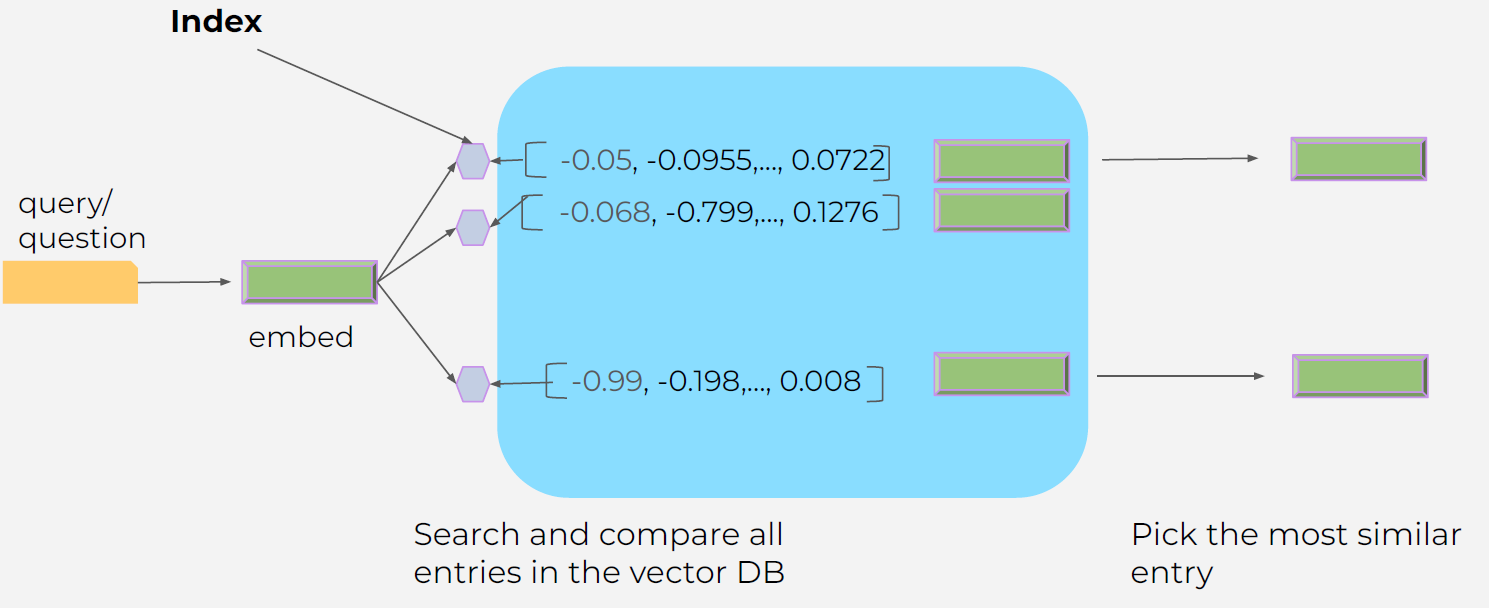 Index
query/
question
embed
[ -0.05, -0.0955,..., 0.0722]
[ -0.068, -0.799,..., 0.1276 ]
[ -0.99, -0.198,..., 0.008 ]
Search and compare all
entries in the vector DB
Pick the most similar
entry